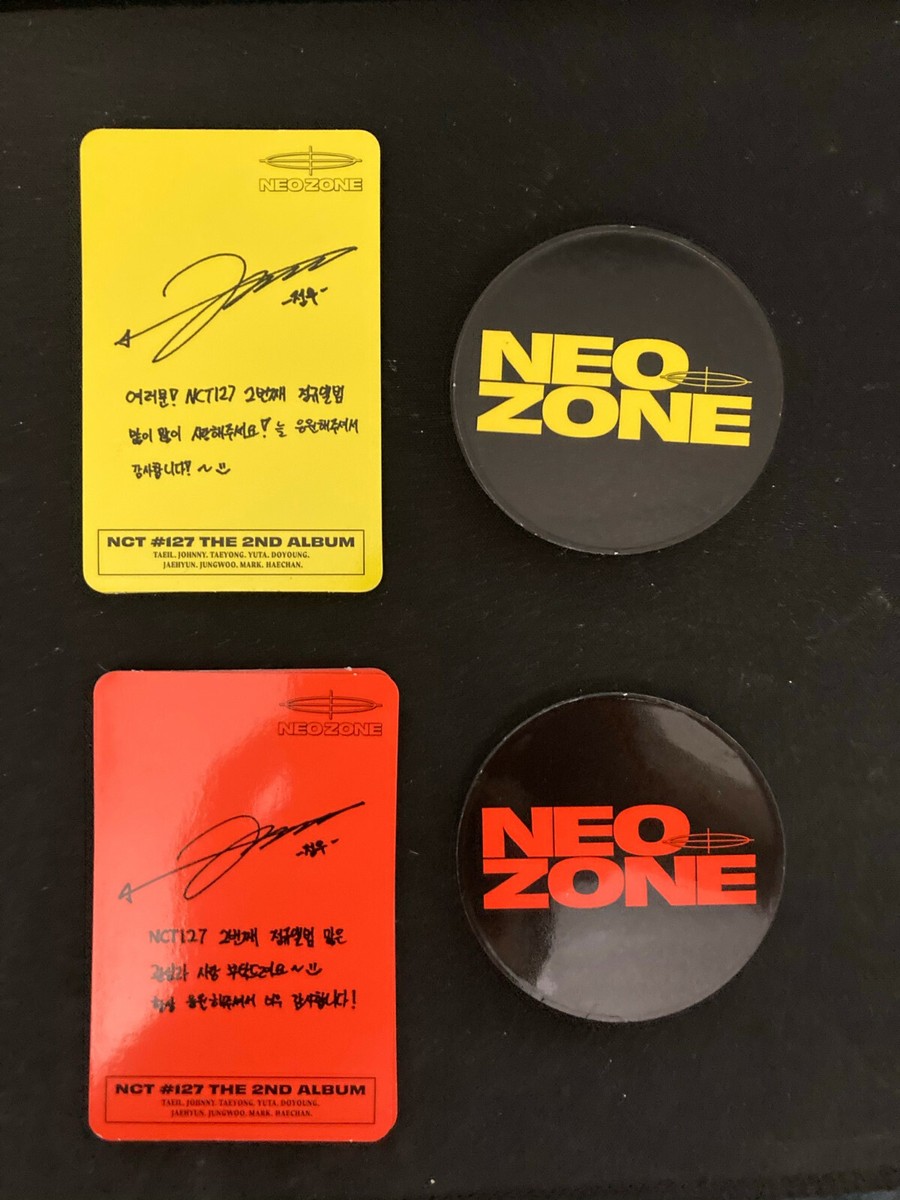 NEO ZONE
-정우-
여러분! NCT127 2번째 정규앨범
많이 많이 사랑해주세요! 늘 응원해주셔서
감사합니다! ~
NCT #127 THE 2ND ALBUM
TAEIL. JOHNNY. TAEYONG. YUTA. DOYOUNG.
JAEHYUN. JUNGWOO. MARK. HAECHAN.
NEO
ZONE
NEO ZONE
-정우-
NCT127 2번째 정규앨범 많은
관심과 사랑 부탁드려요~
항상 응원해주셔서 너무 감사합니다!
NCT #127 THE 2ND ALBUM
TAEIL. JOHNNY. TAEYONG. YUTA. DOYOUNG.
JAEHYUN. JUNGWOO. MARK. HAECHAN.
NEO
ZONE